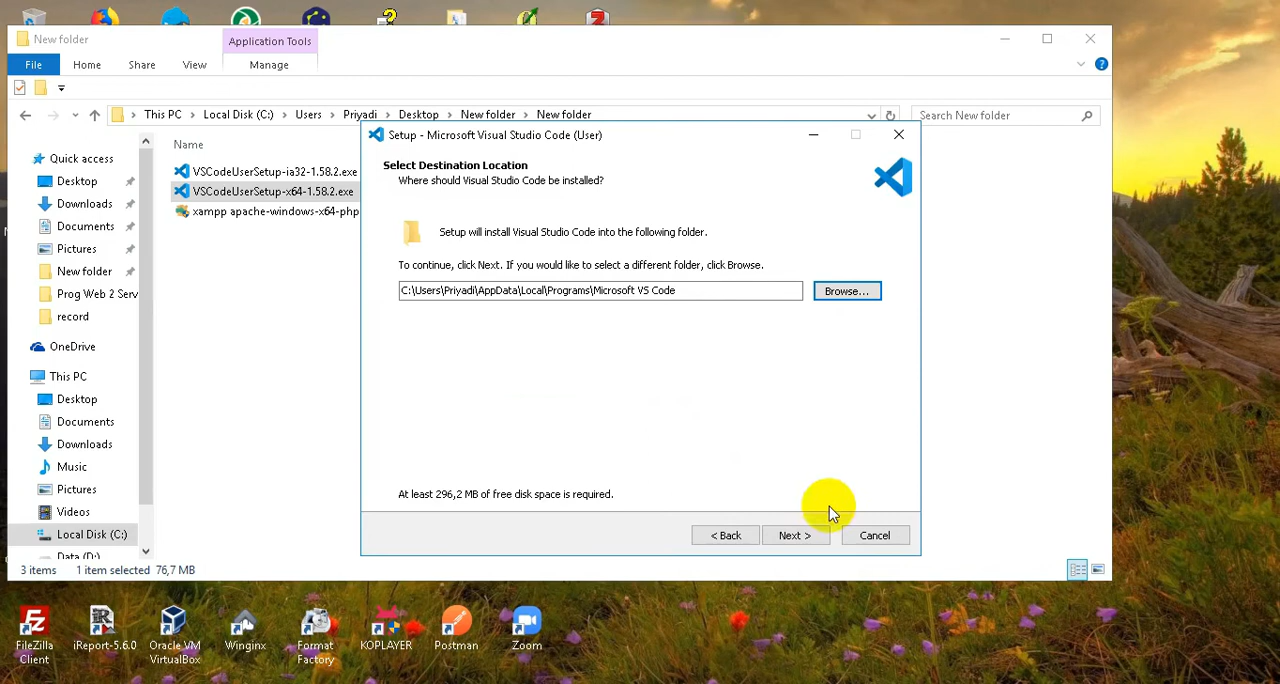 New folder
Application Tools
File
Home
Share
View
Manage
This PC > Local Disk (C:) > Users > Priyadi > Desktop > New folder > New folder
Search New folder
Quick access
Desktop
Downloads
Documents
Pictures
New folder
Prog Web 2 Serv
record
OneDrive
This PC
Desktop
Documents
Downloads
Music
Pictures
Videos
Local Disk (C:)
Data (D:)
Name
VSCodeUserSetup-ia32-1.58.2.exe
VSCodeUserSetup-x64-1.58.2.exe
xampp apache-windows-x64-php
Setup - Microsoft Visual Studio Code (User)
Select Destination Location
Where should Visual Studio Code be installed?
Setup will install Visual Studio Code into the following folder.
To continue, click Next. If you would like to select a different folder, click Browse.
C:\Users\Priyadi\AppData\Local\Programs\Microsoft VS Code
Browse...
At least 296,2 MB of free disk space is required.
< Back
Next >
Cancel
3 items
1 item selected 76,7 MB
FileZilla
Client
iReport-5.6.0
Oracle VM
VirtualBox
Winginx
Format
Factory
KOPLAYER
Postman
Zoom